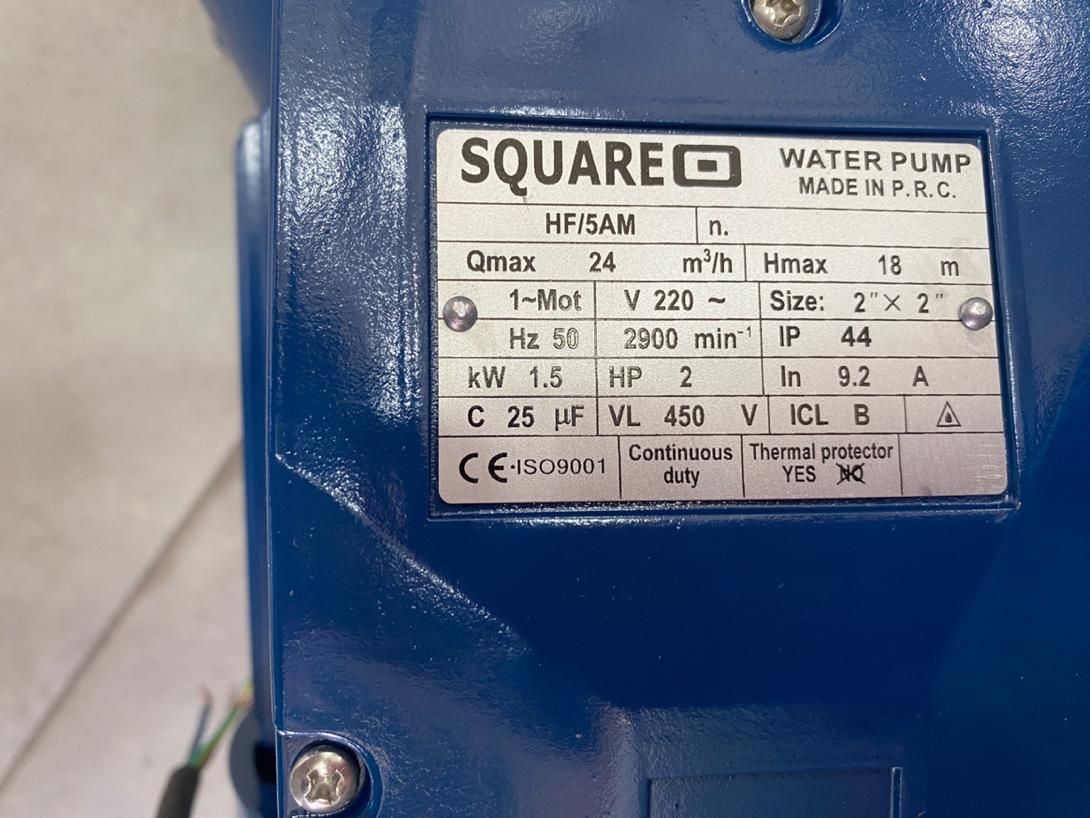 SQUARE
WATER PUMP
MADE IN P.R.C.
HF/5AM n.
Qmax 24 m³/h Hmax 18 m
1~Mot V 220 ~ Size: 2"× 2"
Hz 50 2900 min⁻¹ IP 44
kW 1.5 HP 2 In 9.2 A
C 25 µF VL 450 V ICL B
CE·ISO9001 Continuous duty Thermal protector YES NO